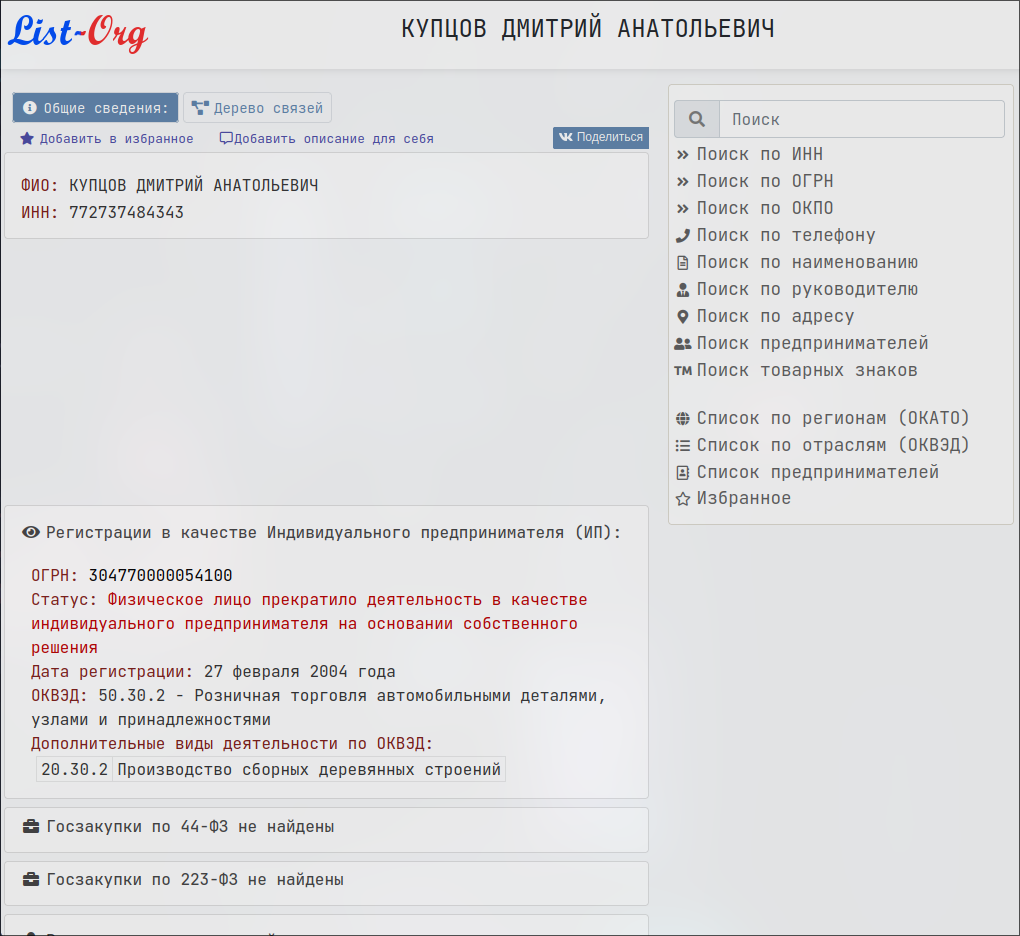 List-Org
КУПЦОВ ДМИТРИЙ АНАТОЛЬЕВИЧ
Общие сведения:
Дерево связей
Добавить в избранное
Добавить описание для себя
Поделиться
ФИО: КУПЦОВ ДМИТРИЙ АНАТОЛЬЕВИЧ
ИНН: 772737484343
Регистрации в качестве Индивидуального предпринимателя (ИП):
ОГРН: 304770000054100
Статус: Физическое лицо прекратило деятельность в качестве
индивидуального предпринимателя на основании собственного
решения
Дата регистрации: 27 февраля 2004 года
ОКВЭД: 50.30.2 - Розничная торговля автомобильными деталями,
узлами и принадлежностями
Дополнительные виды деятельности по ОКВЭД:
20.30.2 Производство сборных деревянных строений
Госзакупки по 44-ФЗ не найдены
Госзакупки по 223-ФЗ не найдены
Поиск
Поиск по ИНН
Поиск по ОГРН
Поиск по ОКПО
Поиск по телефону
Поиск по наименованию
Поиск по руководителю
Поиск по адресу
Поиск предпринимателей
TM Поиск товарных знаков
Список по регионам (ОКАТО)
Список по отраслям (ОКВЭД)
Список предпринимателей
Избранное